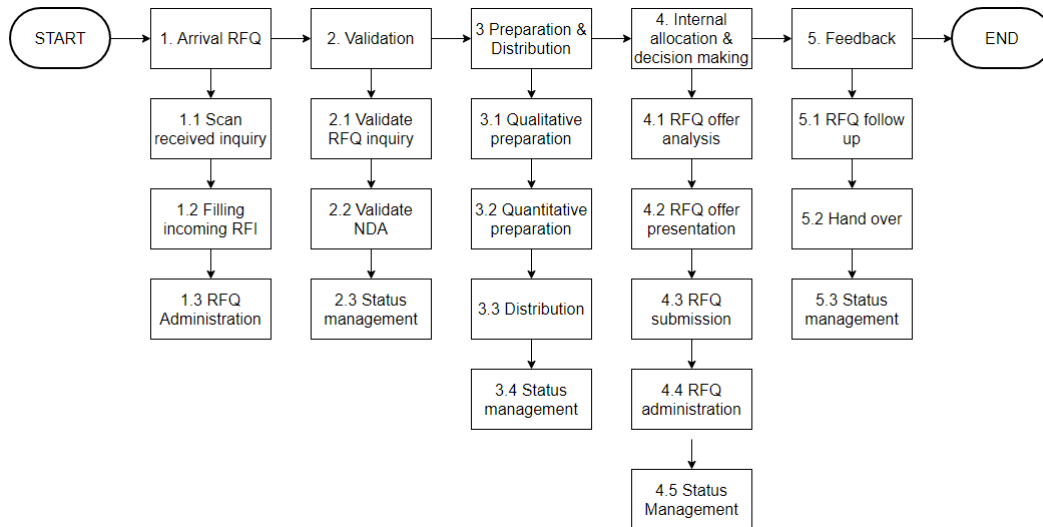 START
1. Arrival RFQ
2. Validation
3 Preparation &
Distribution
4. Internal
allocation &
decision making
5. Feedback
END
1.1 Scan
received inquiry
2.1 Validate
RFQ inquiry
3.1 Qualitative
preparation
4.1 RFQ offer
analysis
5.1 RFQ follow
up
1.2 Filling
incoming RFI
2.2 Validate
NDA
3.2 Quantitative
preparation
4.2 RFQ offer
presentation
5.2 Hand over
1.3 RFQ
Administration
2.3 Status
management
3.3 Distribution
4.3 RFQ
submission
5.3 Status
management
3.4 Status
management
4.4 RFQ
administration
4.5 Status
Management